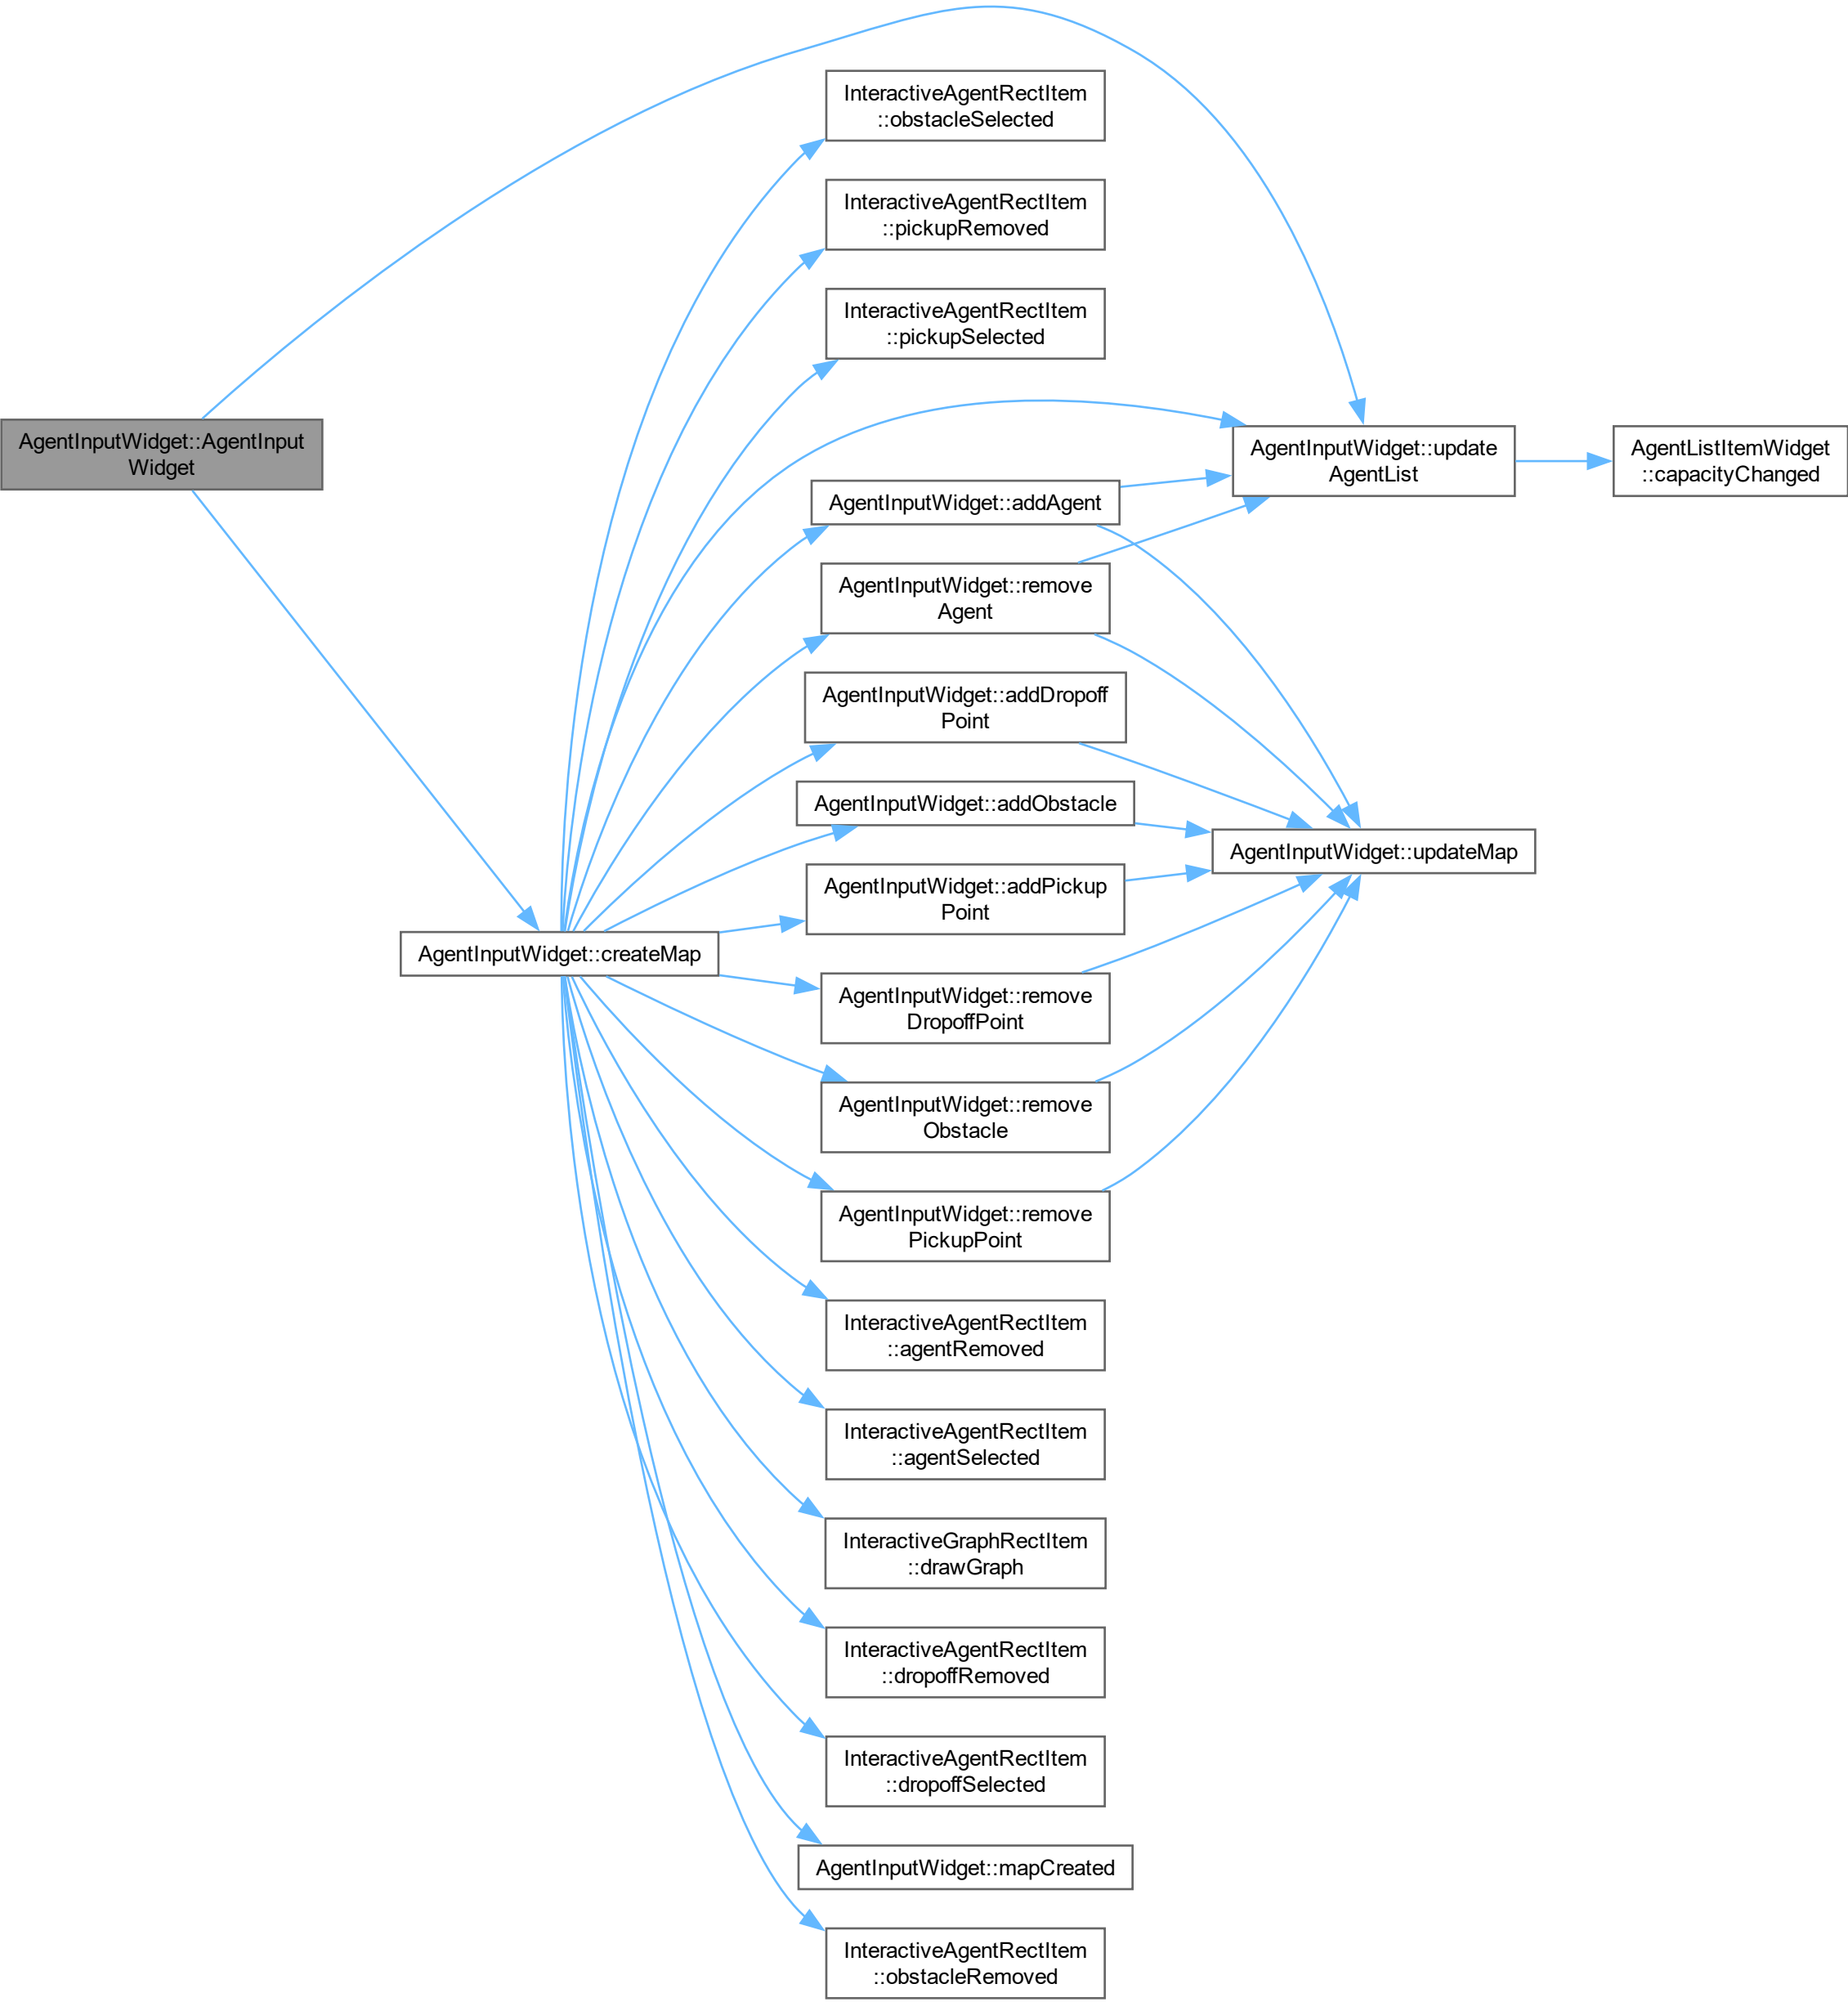 AgentInputWidget::AgentInput
Widget
AgentInputWidget::createMap
InteractiveAgentRectItem
::obstacleSelected
InteractiveAgentRectItem
::pickupRemoved
InteractiveAgentRectItem
::pickupSelected
AgentInputWidget::addAgent
AgentInputWidget::remove
Agent
AgentInputWidget::addDropoff
Point
AgentInputWidget::addObstacle
AgentInputWidget::addPickup
Point
AgentInputWidget::remove
DropoffPoint
AgentInputWidget::remove
Obstacle
AgentInputWidget::remove
PickupPoint
InteractiveAgentRectItem
::agentRemoved
InteractiveAgentRectItem
::agentSelected
InteractiveGraphRectItem
::drawGraph
InteractiveAgentRectItem
::dropoffRemoved
InteractiveAgentRectItem
::dropoffSelected
AgentInputWidget::mapCreated
InteractiveAgentRectItem
::obstacleRemoved
AgentInputWidget::update
AgentList
AgentInputWidget::updateMap
AgentListItemWidget
::capacityChanged